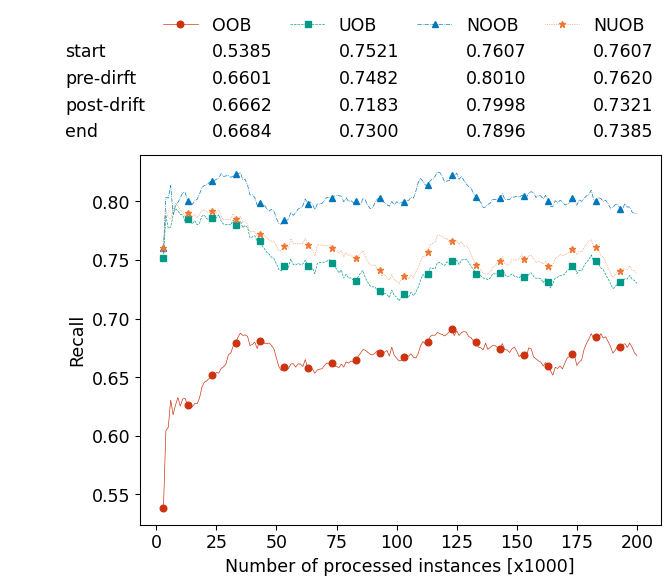 OOB UOB NOOB NUOB
start 0.5385 0.7521 0.7607 0.7607
pre-dirft 0.6601 0.7482 0.8010 0.7620
post-drift 0.6662 0.7183 0.7998 0.7321
end 0.6684 0.7300 0.7896 0.7385
0.80
0.75
0.70
0.65
0.60
0.55
Recall
0 25 50 75 100 125 150 175 200
Number of processed instances [x1000]